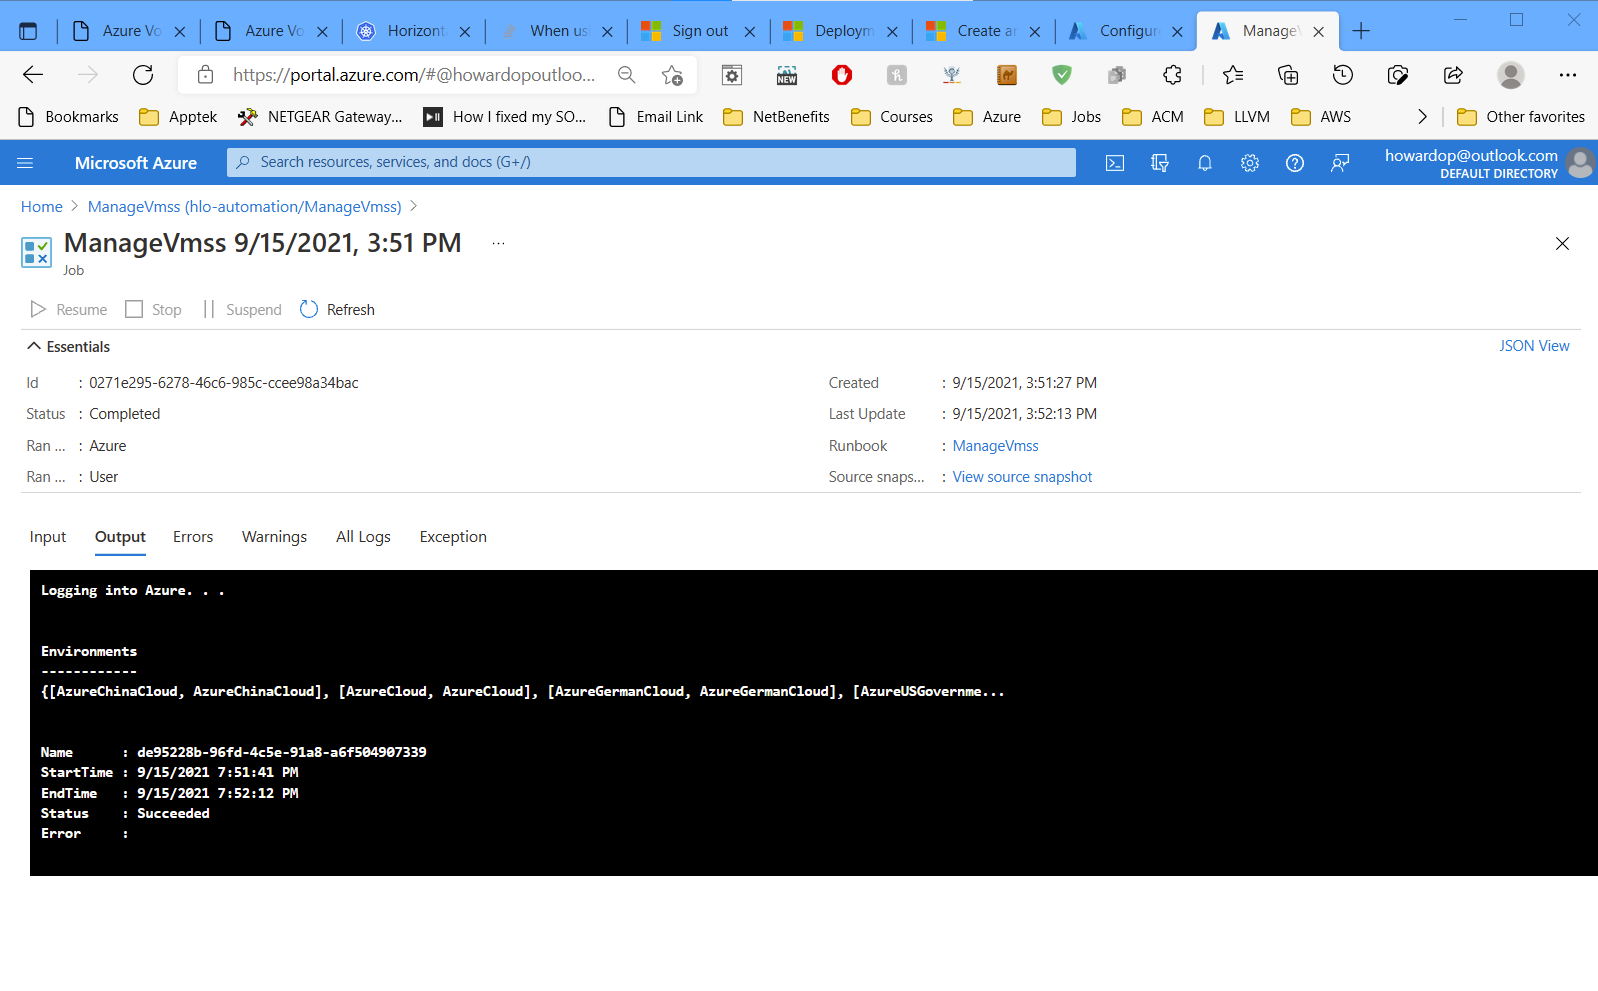 Azure Vo
Azure Vo
Horizont
When us
Sign out
Deploym
Create an
Configur
ManageV
https://portal.azure.com/#@howardopoutloo...
NEW
Bookmarks
Apptek
NETGEAR Gateway...
How I fixed my SO...
Email Link
NetBenefits
Courses
Azure
Jobs
ACM
LLVM
AWS
Other favorites
Microsoft Azure
Search resources, services, and docs (G+/)
howardop@outlook.com
DEFAULT DIRECTORY
Home > ManageVmss (hlo-automation/ManageVmss) >
ManageVmss 9/15/2021, 3:51 PM ...
Job
Resume Stop Suspend Refresh
Essentials
JSON View
Id : 0271e295-6278-46c6-985c-ccee98a34bac
Created : 9/15/2021, 3:51:27 PM
Status : Completed
Last Update : 9/15/2021, 3:52:13 PM
Ran ... : Azure
Runbook : ManageVmss
Ran ... : User
Source snaps... : View source snapshot
Input Output Errors Warnings All Logs Exception
Logging into Azure. . .
Environments
------------
{[AzureChinaCloud, AzureChinaCloud], [AzureCloud, AzureCloud], [AzureGermanCloud, AzureGermanCloud], [AzureUSGovernme...
Name : de95228b-96fd-4c5e-91a8-a6f504907339
StartTime : 9/15/2021 7:51:41 PM
EndTime : 9/15/2021 7:52:12 PM
Status : Succeeded
Error :